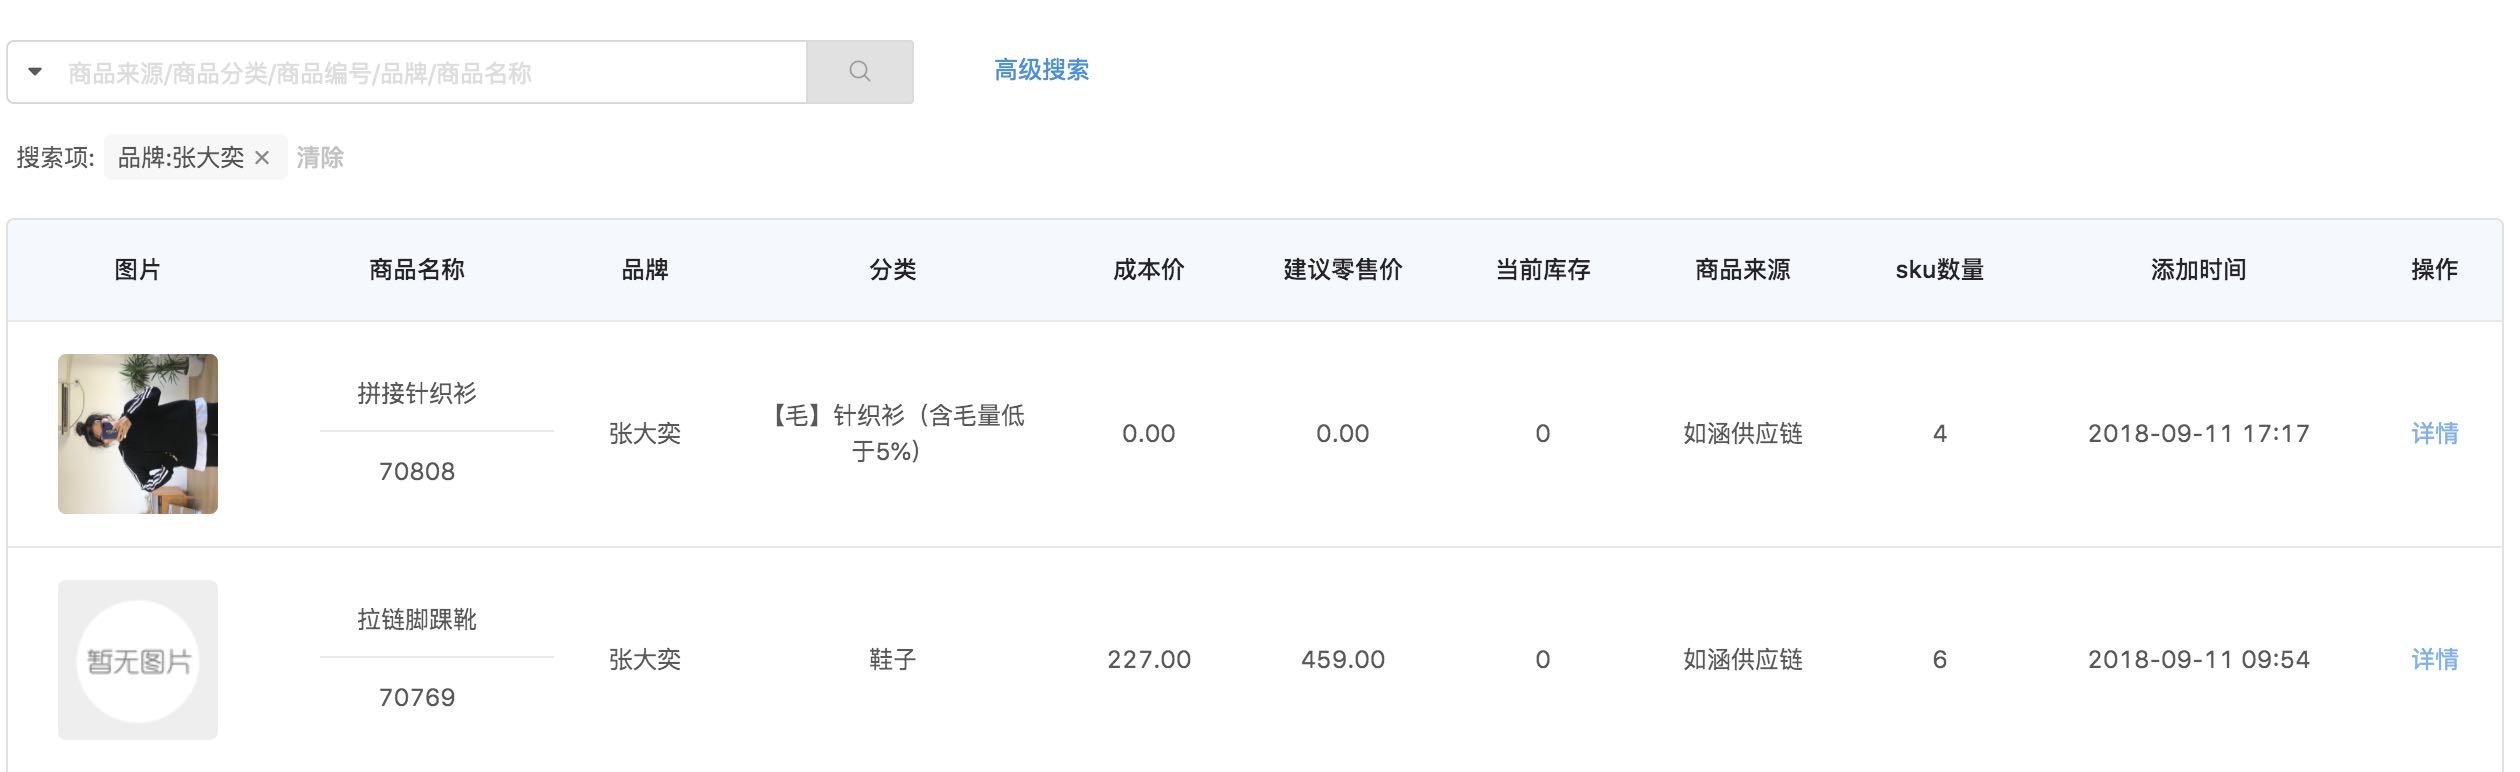 商品来源/商品分类/商品编号/品牌/商品名称
高级搜索
搜索项: 品牌:张大奕 × 清除
图片 商品名称 品牌 分类 成本价 建议零售价 当前库存 商品来源 sku数量 添加时间 操作
拼接针织衫
70808
张大奕
【毛】针织衫（含毛量低
于5%）
0.00 0.00 0 如涵供应链 4 2018-09-11 17:17 详情
暂无图片
拉链脚踝靴
70769
张大奕 鞋子 227.00 459.00 0 如涵供应链 6 2018-09-11 09:54 详情